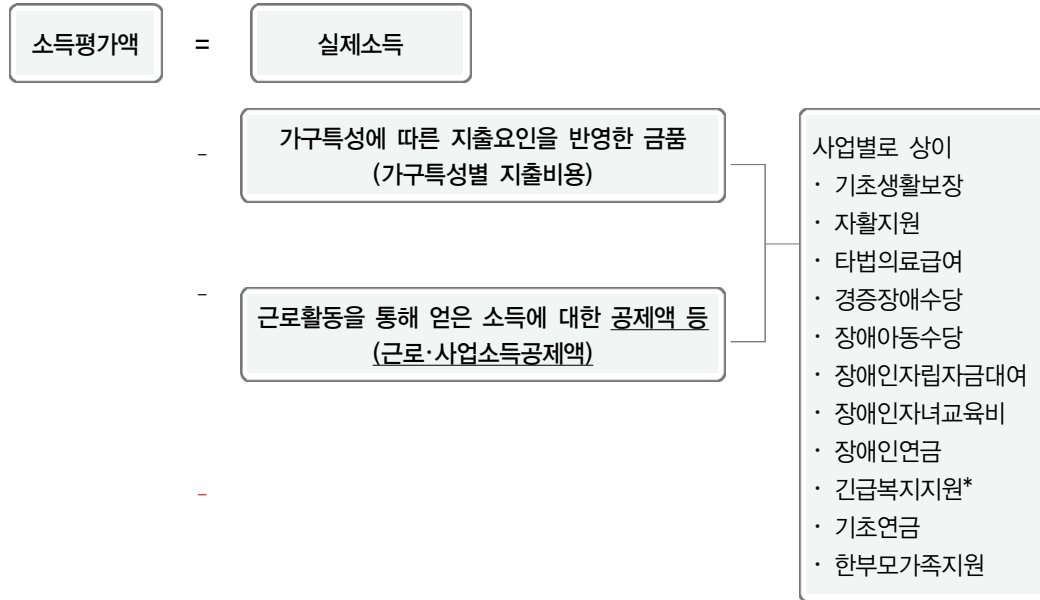 소득평가액 = 실제소득
- 가구특성에 따른 지출요인을 반영한 금품
(가구특성별 지출비용)
- 근로활동을 통해 얻은 소득에 대한 공제액 등
(근로·사업소득공제액)
-
사업별로 상이
· 기초생활보장
· 자활지원
· 타법의료급여
· 경증장애수당
· 장애아동수당
· 장애인자립자금대여
· 장애인자녀교육비
· 장애인연금
· 긴급복지지원*
· 기초연금
· 한부모가족지원